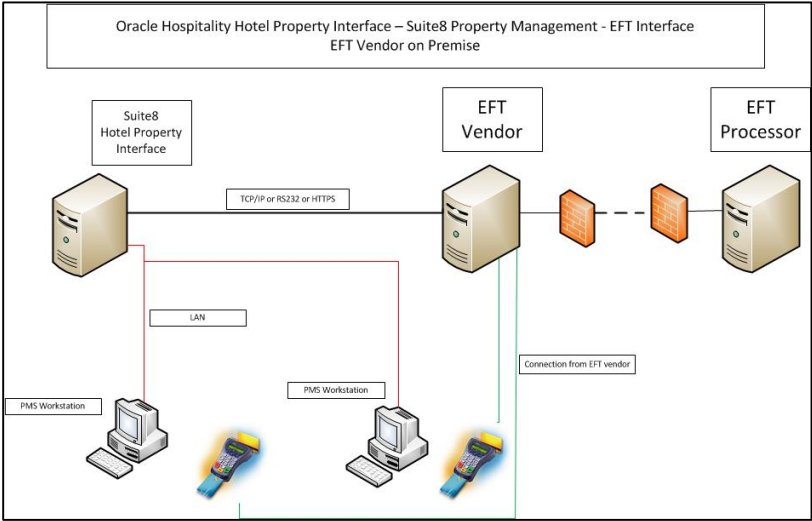 Oracle Hospitality Hotel Property Interface – Suite8 Property Management - EFT Interface
EFT Vendor on Premise
Suite8
Hotel Property
Interface
EFT
Vendor
EFT
Processor
TCP/IP or RS232 or HTTPS
LAN
Connection from EFT vendor
PMS Workstation
PMS Workstation